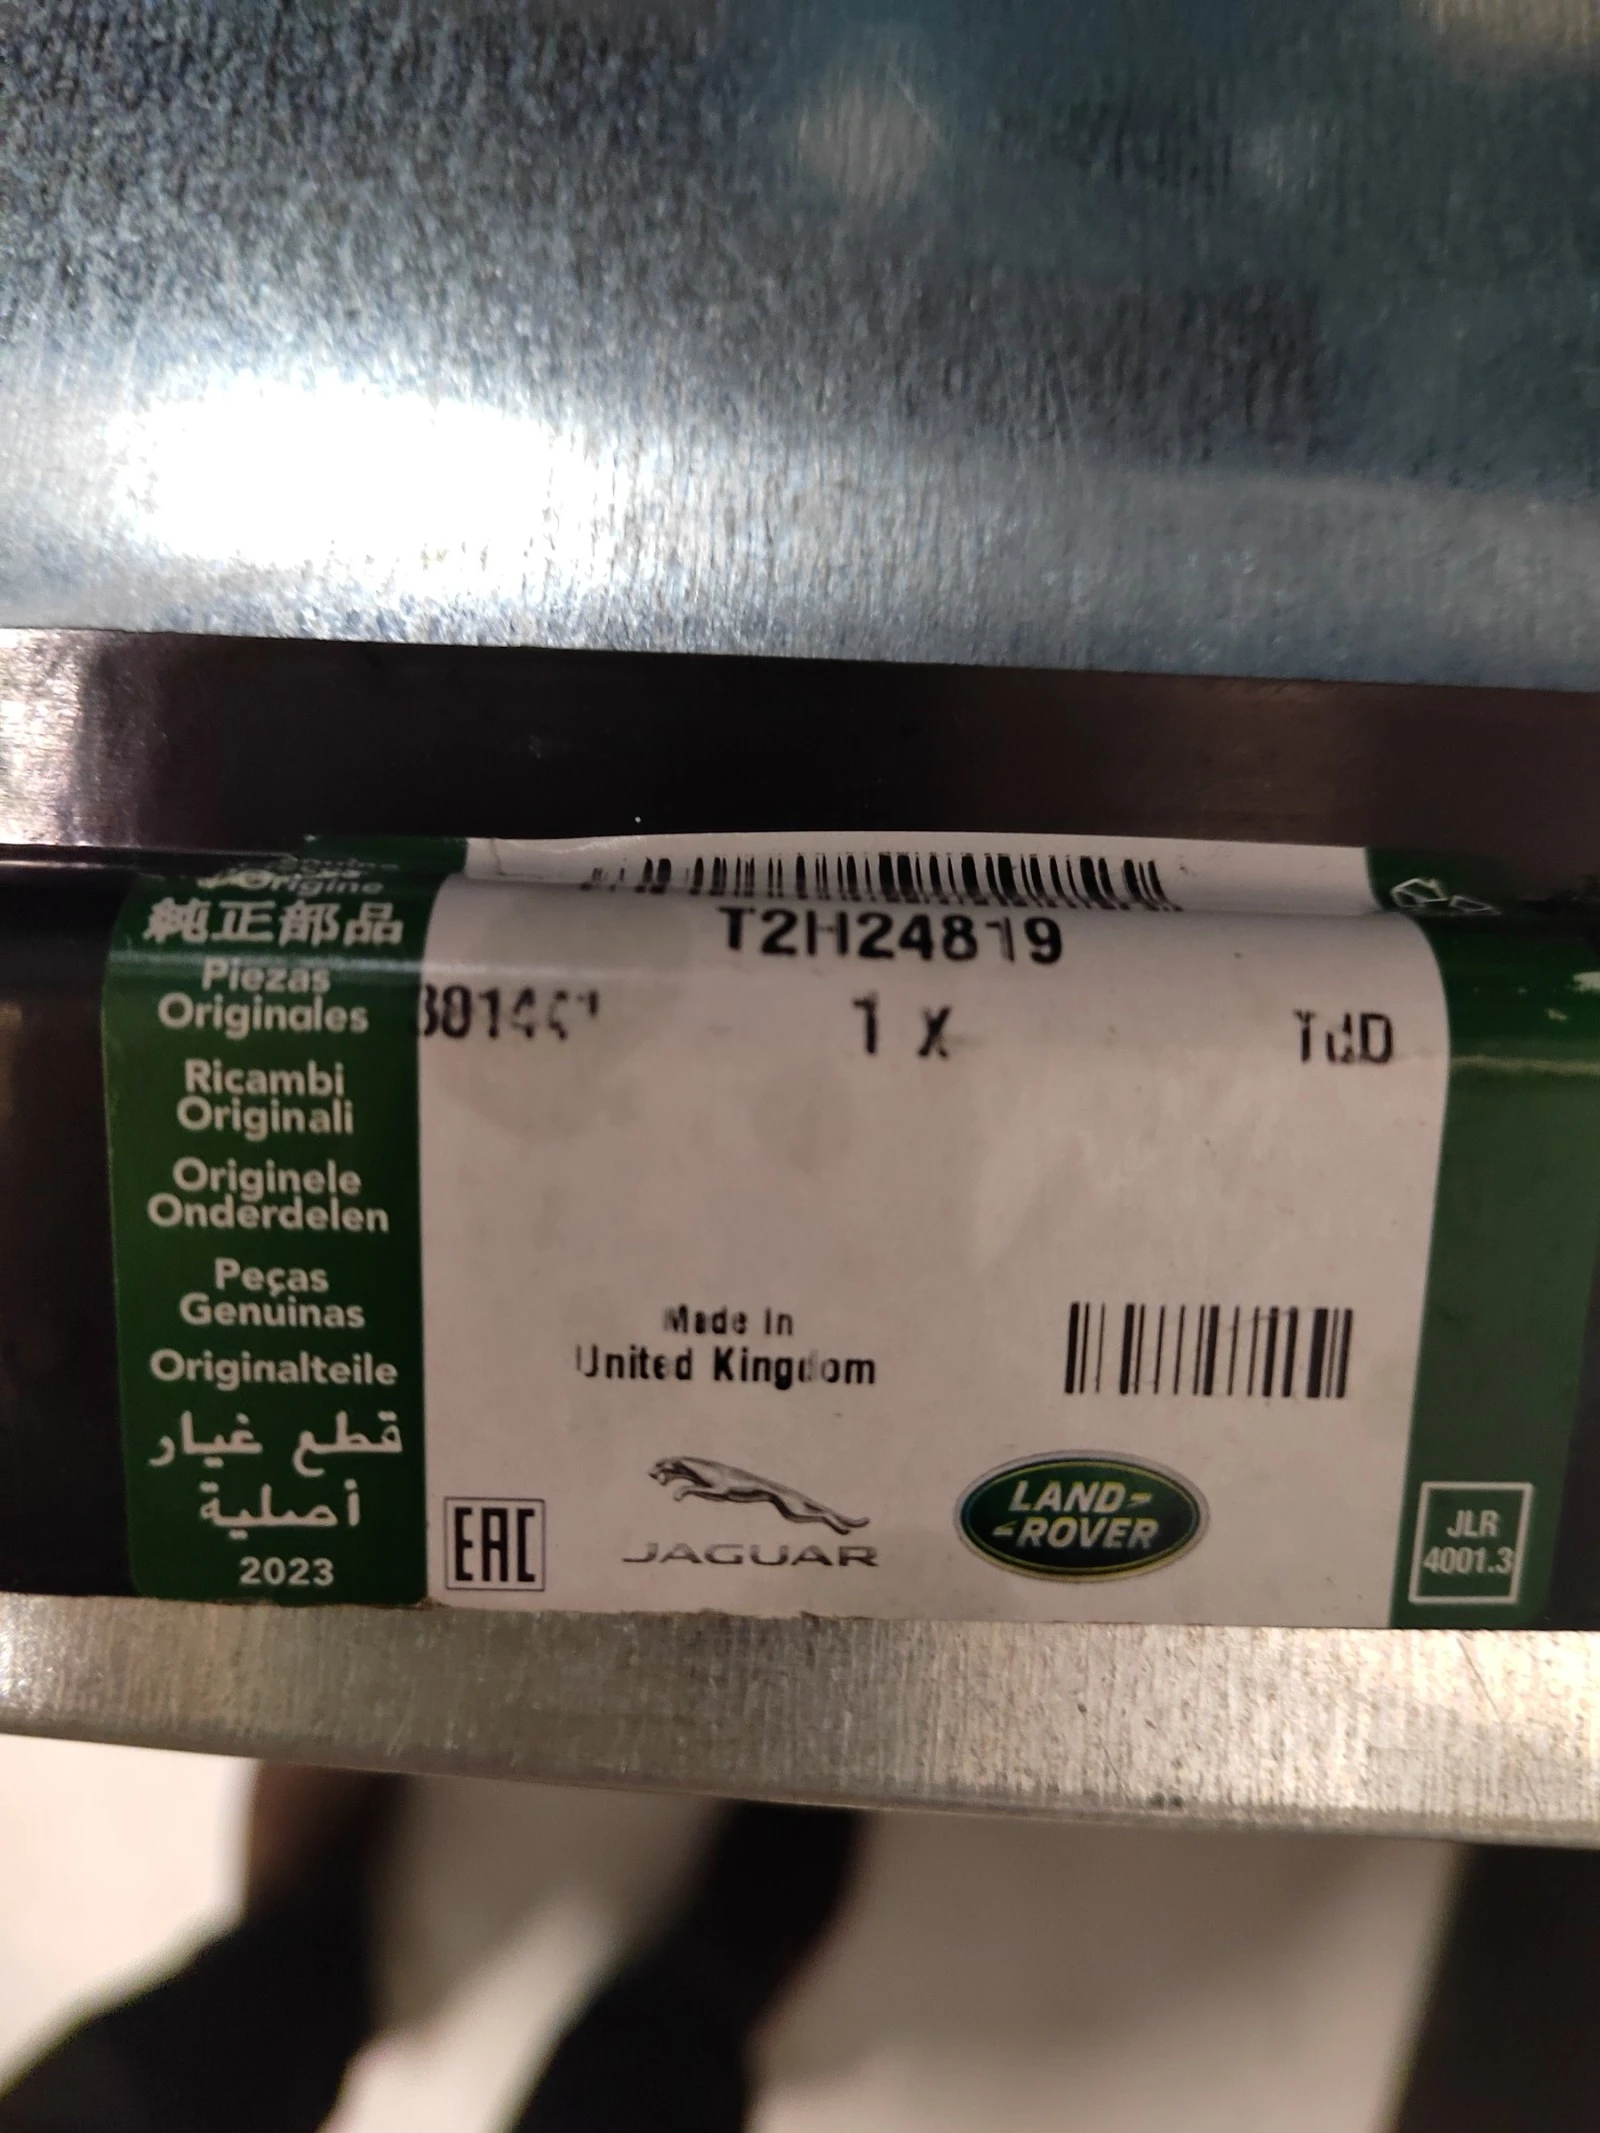 Origine
純正部品
Piezas
Originales
Ricambi
Originali
Originele
Onderdelen
Peças
Genuinas
Originalteile
قطع غيار
أصلية
2023
T2H24819
1 X
Made in
United Kingdom
EAC
JAGUAR
LAND-
-ROVER
JLR
4001.3